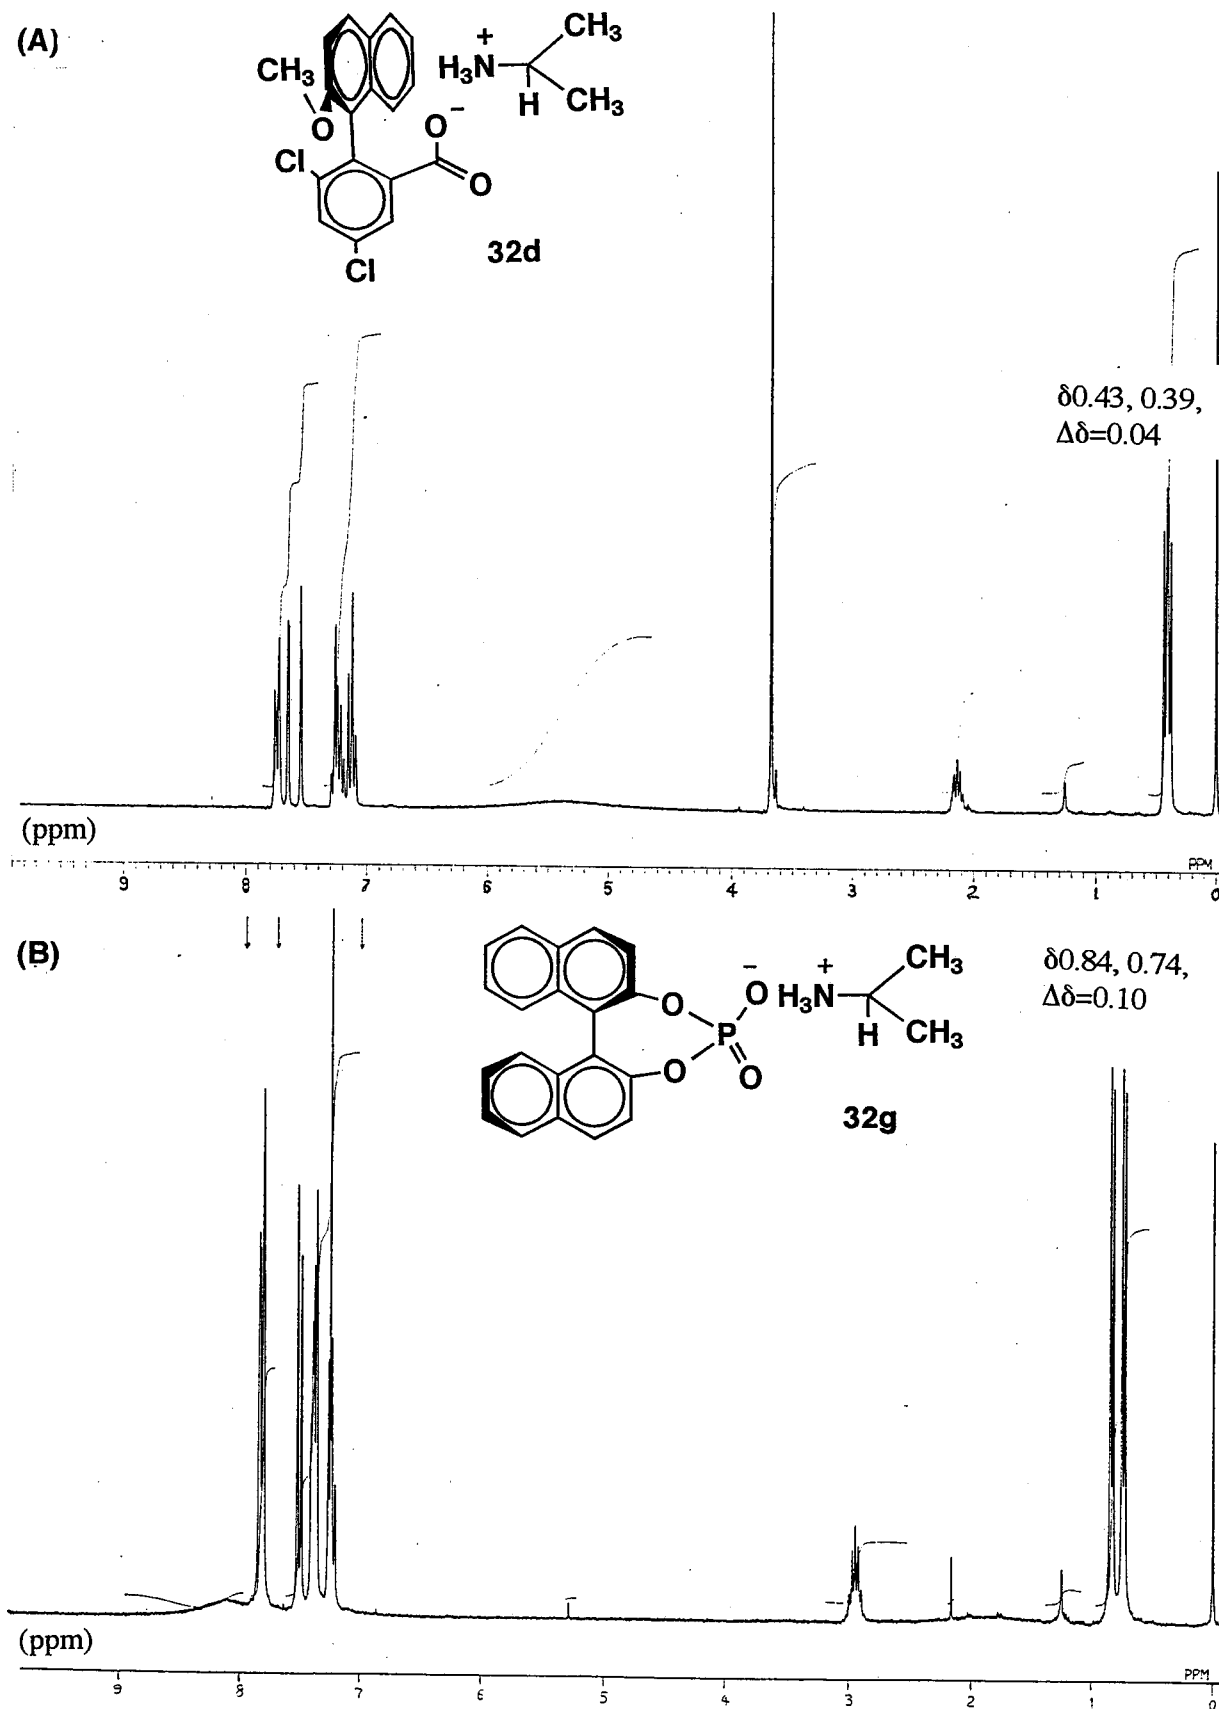 (A)
CH3
O
Cl
Cl
O−
O
+
H3N
H
CH3
CH3
32d
δ0.43, 0.39,
Δδ=0.04
(ppm)
PPM
9 8 7 6 5 4 3 2 1 0
(B)
O
O
P
O−
O
+
H3N
H
CH3
CH3
32g
δ0.84, 0.74,
Δδ=0.10
(ppm)
PPM
9 8 7 6 5 4 3 2 1 0